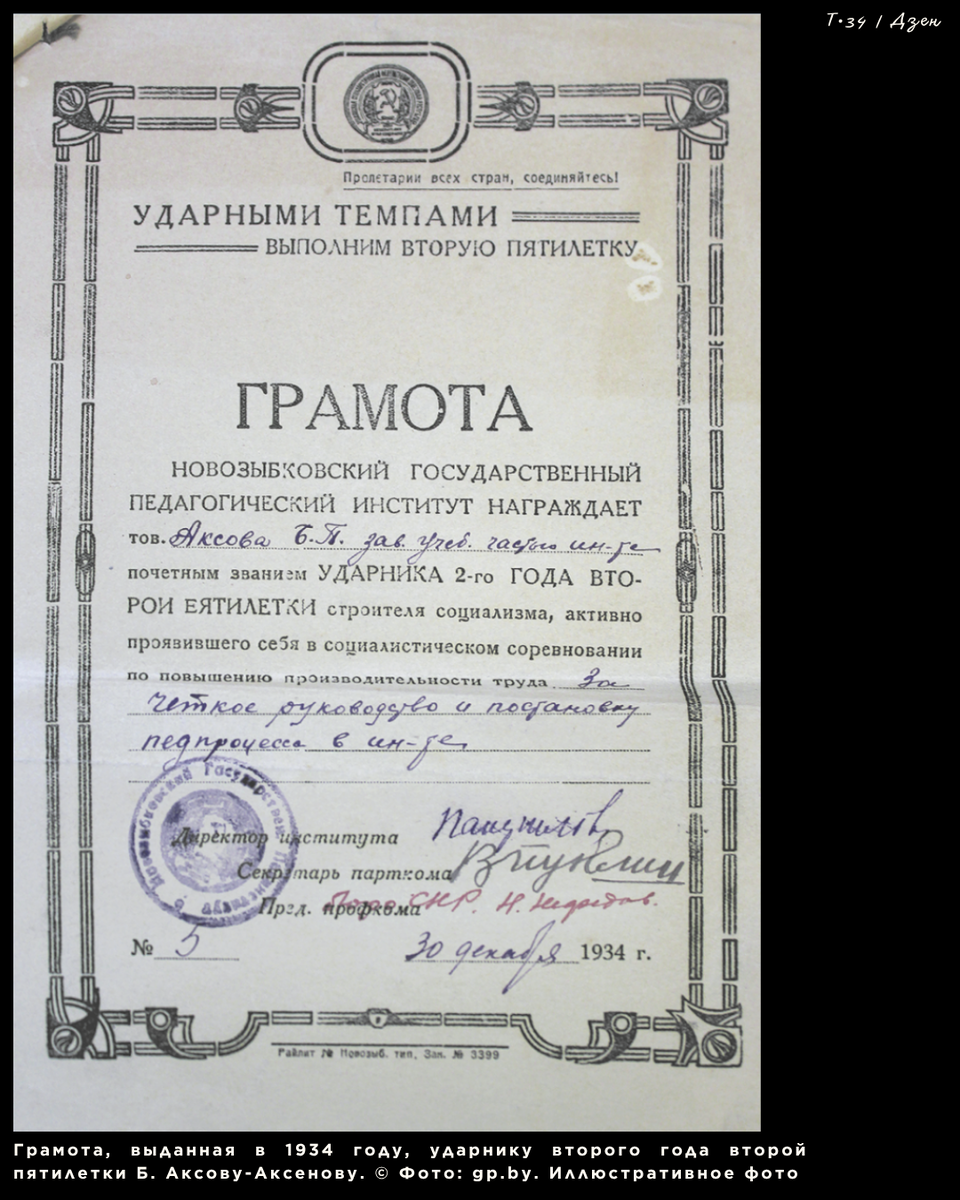 Т•34 | Дзен
Пролетарии всех стран, соединяйтесь!
УДАРНЫМИ ТЕМПАМИ
ВЫПОЛНИМ ВТОРУЮ ПЯТИЛЕТКУ
ГРАМОТА
НОВОЗЫБКОВСКИЙ ГОСУДАРСТВЕННЫЙ
ПЕДАГОГИЧЕСКИЙ ИНСТИТУТ НАГРАЖДАЕТ
тов. Аксова Б.П. зав. учеб. частью ин-та
почетным званием УДАРНИКА 2-го ГОДА ВТО-
РОИ ЕЯТИЛЕТКИ строителя социализма, активно
проявившего себя в социалистическом соревновании
по повышению производительности труда За
четкое руководство и постановку
педпроцесса в ин-те
Новозыбковский Государствен.
Директор института
Секретарь парткома
Пред. профкома
№ 5 30 декабря 1934 г.
Райлит № Новозыб. тип, Зак. № 3399
Грамота, выданная в 1934 году, ударнику второго года второй
пятилетки Б. Аксову-Аксенову. © Фото: gp.by. Иллюстративное фото